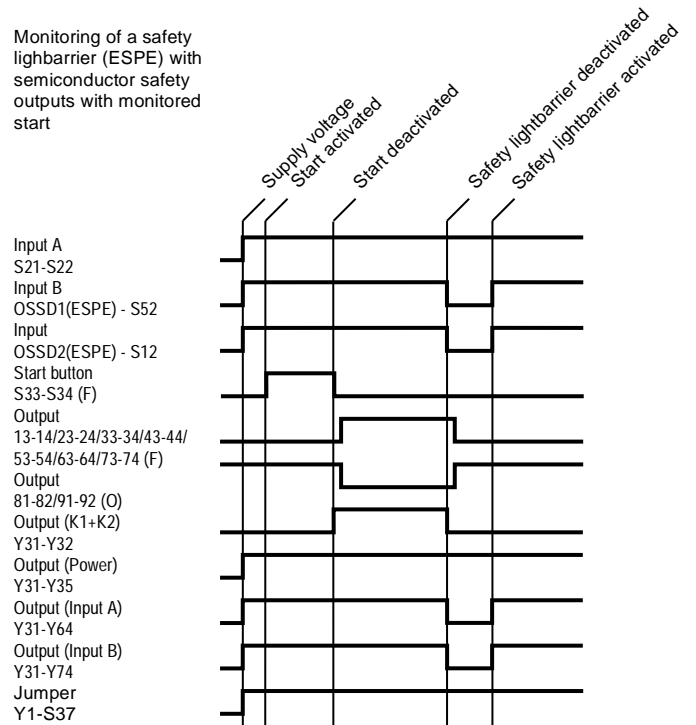 Monitoring of a safety
lighbarrier (ESPE) with
semiconductor safety
outputs with monitored
start
Supply voltage
Start activated
Start deactivated
Safety lightbarrier deactivated
Safety lightbarrier activated
Input A
S21-S22
Input B
OSSD1(ESPE) - S52
Input
OSSD2(ESPE) - S12
Start button
S33-S34 (F)
Output
13-14/23-24/33-34/43-44/
53-54/63-64/73-74 (F)
Output
81-82/91-92 (O)
Output (K1+K2)
Y31-Y32
Output (Power)
Y31-Y35
Output (Input A)
Y31-Y64
Output (Input B)
Y31-Y74
Jumper
Y1-S37